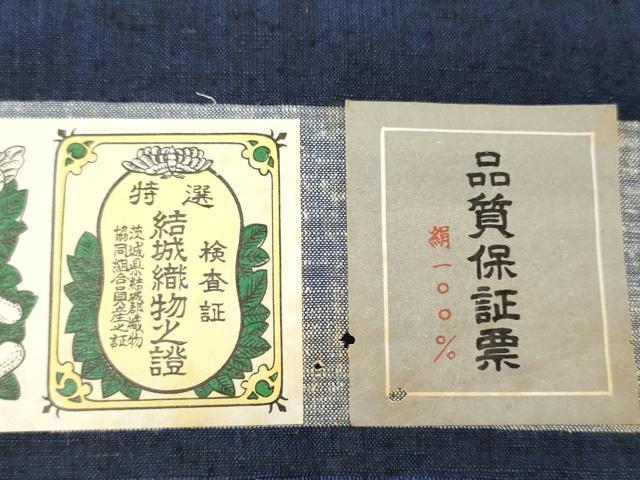 特選
検査証
結城織物之證
茨城県結城郡織物
協同組合員産之証
品質保証票
絹一〇〇%